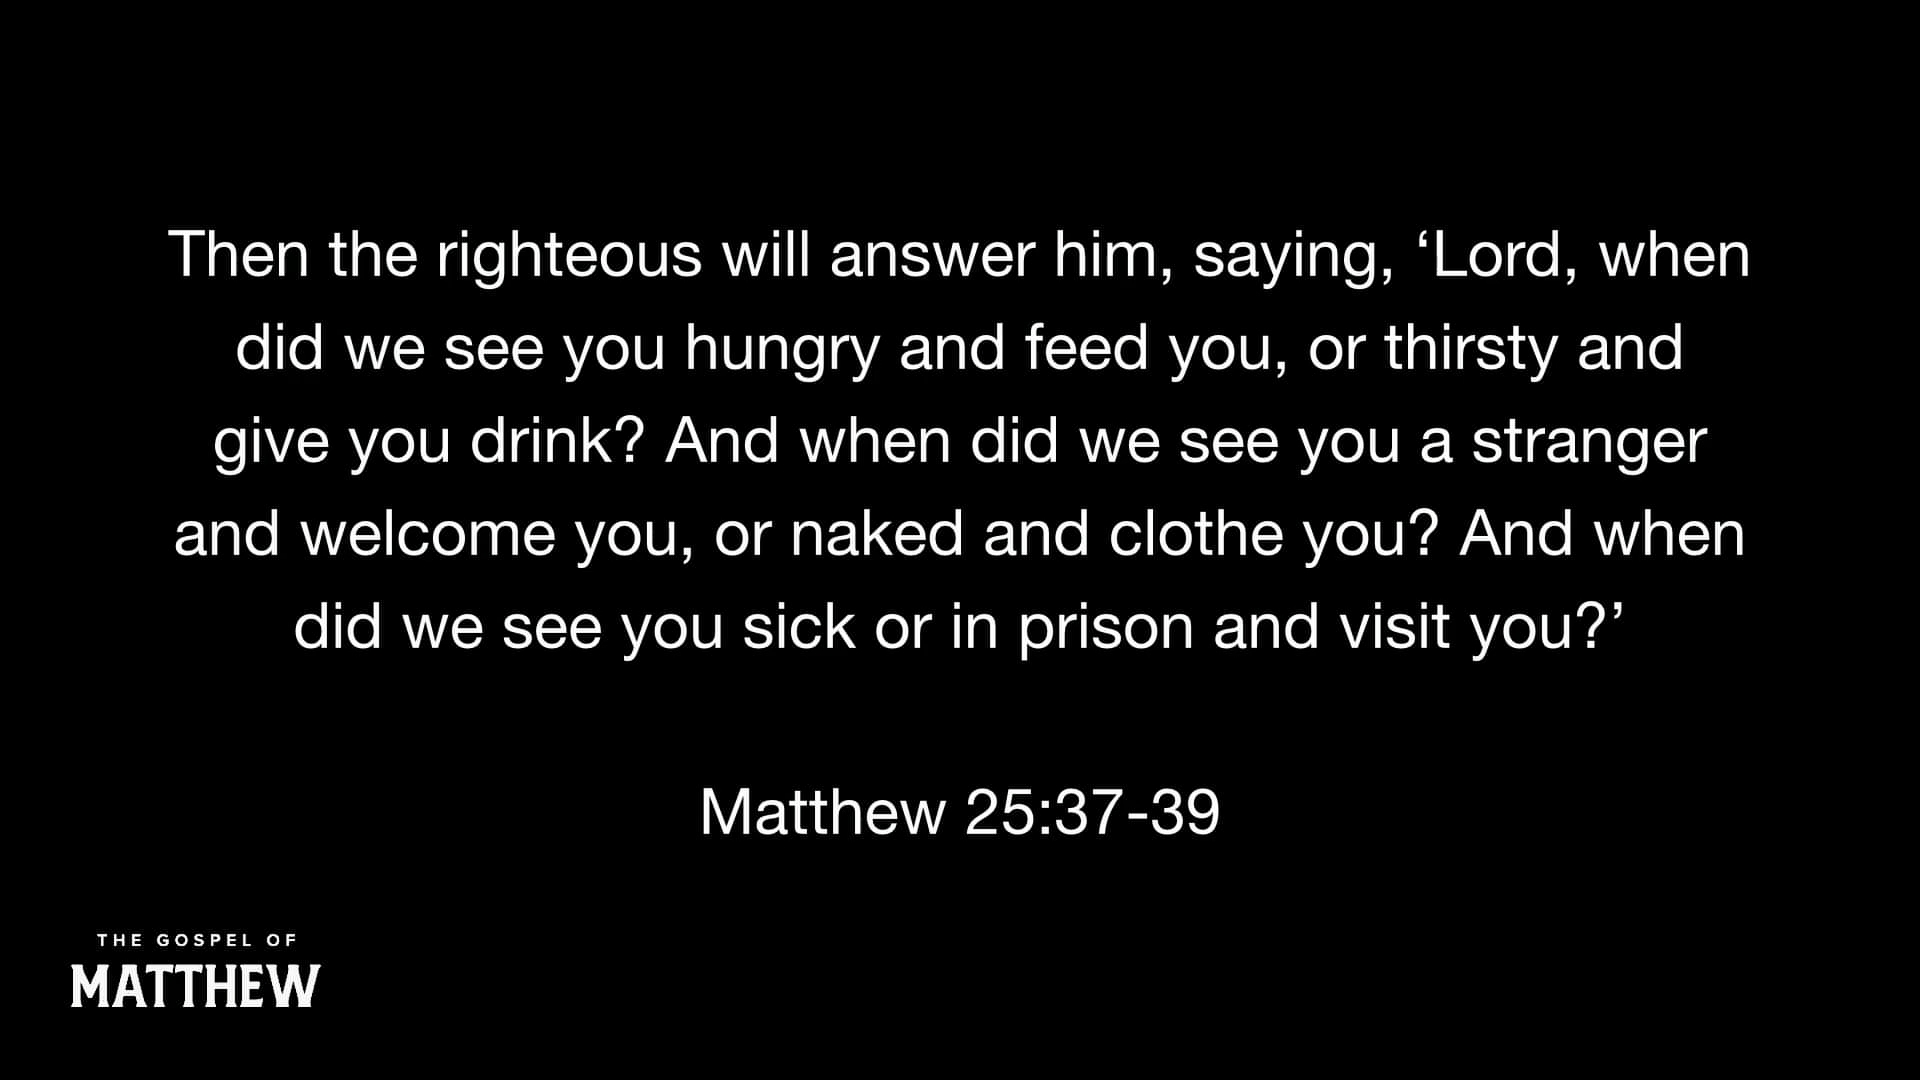 Then the righteous will answer him, saying, ‘Lord, when
did we see you hungry and feed you, or thirsty and
give you drink? And when did we see you a stranger
and welcome you, or naked and clothe you? And when
did we see you sick or in prison and visit you?’
Matthew 25:37-39
THE GOSPEL OF
MATTHEW